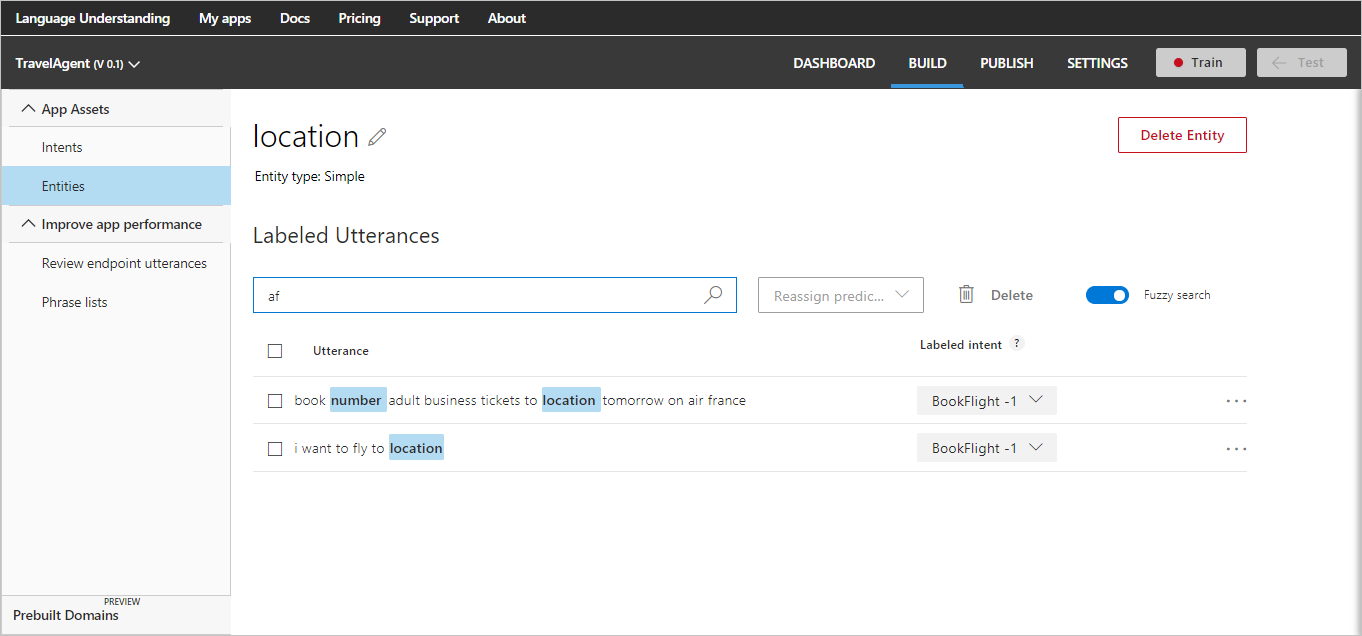 Language Understanding My apps Docs Pricing Support About
TravelAgent (V 0.1) DASHBOARD BUILD PUBLISH SETTINGS Train Test
App Assets
Intents
Entities
Improve app performance
Review endpoint utterances
Phrase lists
PREVIEW
Prebuilt Domains
location
Delete Entity
Entity type: Simple
Labeled Utterances
af Reassign predic... Delete Fuzzy search
Utterance Labeled intent ?
book number adult business tickets to location tomorrow on air france BookFlight -1 ...
i want to fly to location BookFlight -1 ...